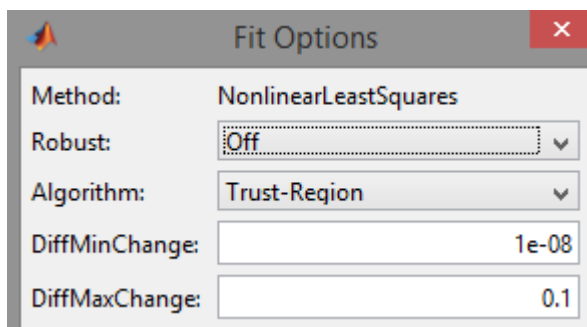 Fit Options
Method: NonlinearLeastSquares
Robust: Off
Algorithm: Trust-Region
DiffMinChange: 1e-08
DiffMaxChange: 0.1